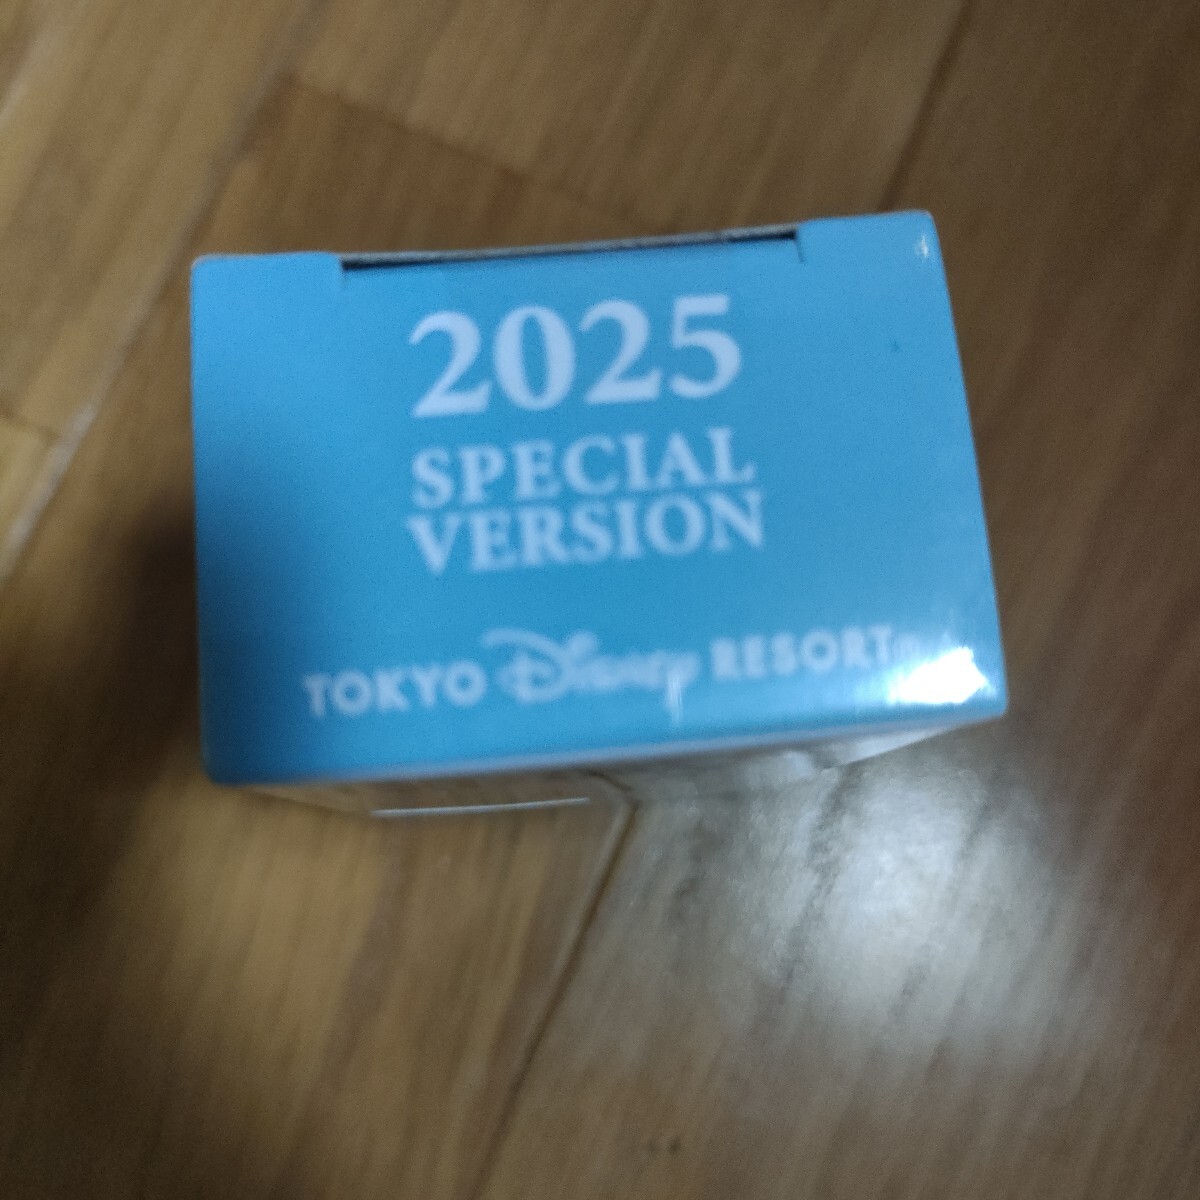 2025
SPECIAL
VERSION
TOKYO Disney RESORT®